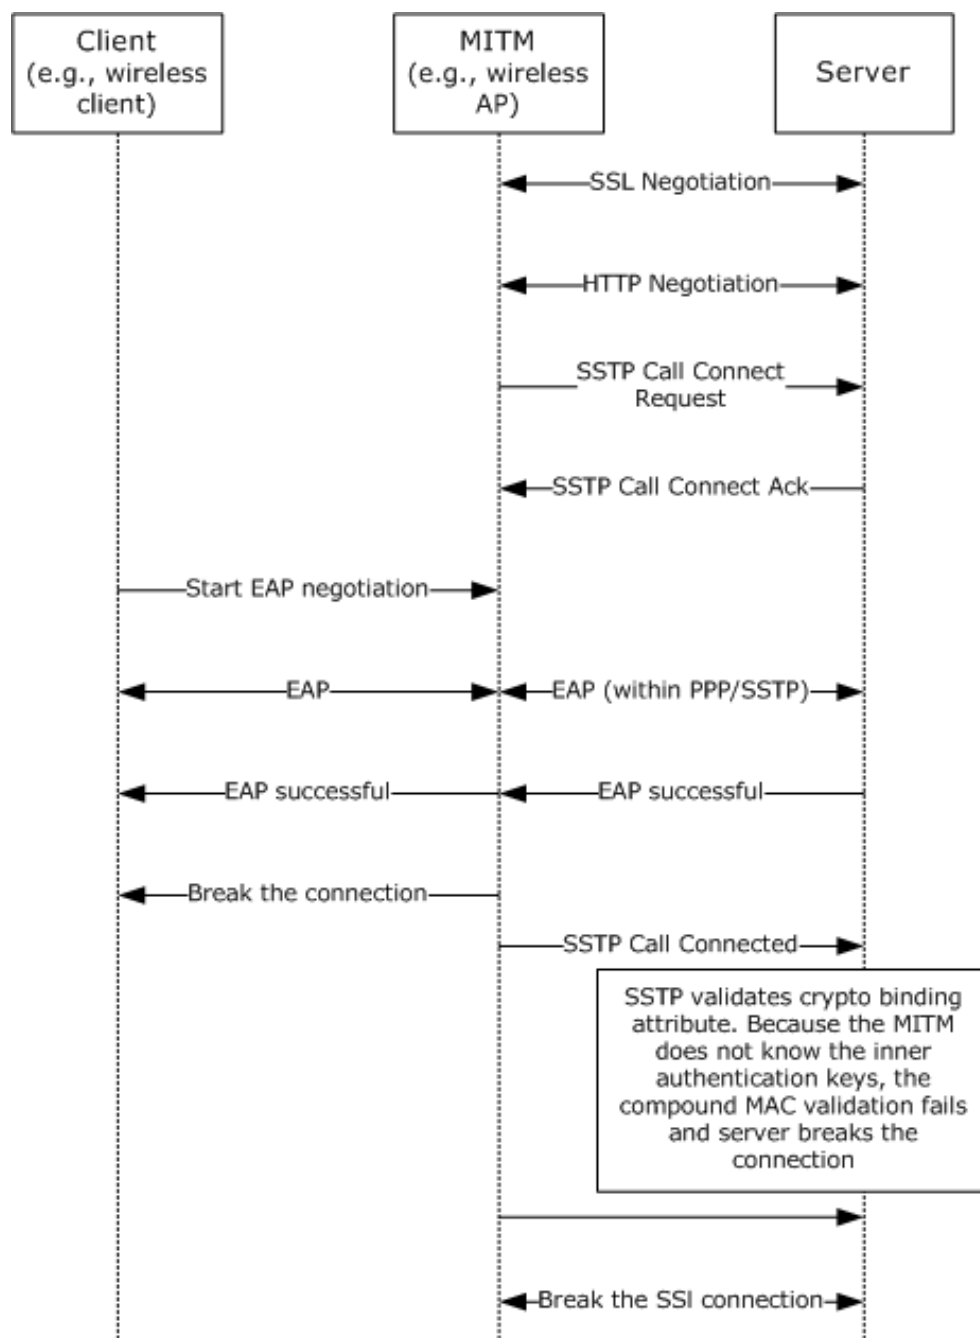 Client
(e.g., wireless
client)
MITM
(e.g., wireless
AP)
Server
SSL Negotiation
HTTP Negotiation
SSTP Call Connect
Request
SSTP Call Connect Ack
Start EAP negotiation
EAP
EAP (within PPP/SSTP)
EAP successful
EAP successful
Break the connection
SSTP Call Connected
SSTP validates crypto binding
attribute. Because the MITM
does not know the inner
authentication keys, the
compound MAC validation fails
and server breaks the
connection
Break the SSl connection